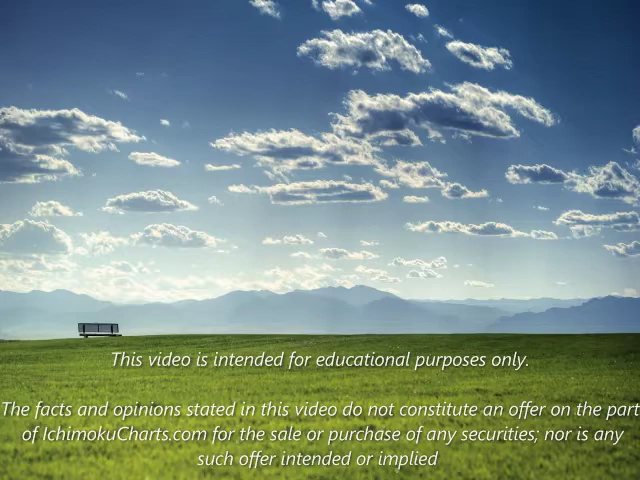 This video is intended for educational purposes only.
The facts and opinions stated in this video do not constitute an offer on the part
of IchimokuCharts.com for the sale or purchase of any securities; nor is any
such offer intended or implied